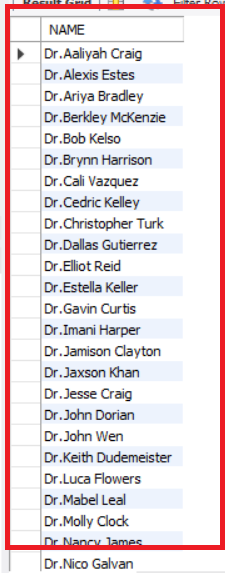 Result Grid
Filter Row
NAME
Dr.Aaliyah Craig
Dr.Alexis Estes
Dr.Ariya Bradley
Dr.Berkley McKenzie
Dr.Bob Kelso
Dr.Brynn Harrison
Dr.Cali Vazquez
Dr.Cedric Kelley
Dr.Christopher Turk
Dr.Dallas Gutierrez
Dr.Elliot Reid
Dr.Estella Keller
Dr.Gavin Curtis
Dr.Imani Harper
Dr.Jamison Clayton
Dr.Jaxson Khan
Dr.Jesse Craig
Dr.John Dorian
Dr.John Wen
Dr.Keith Dudemeister
Dr.Luca Flowers
Dr.Mabel Leal
Dr.Molly Clock
Dr.Nancy James
Dr.Nico Galvan